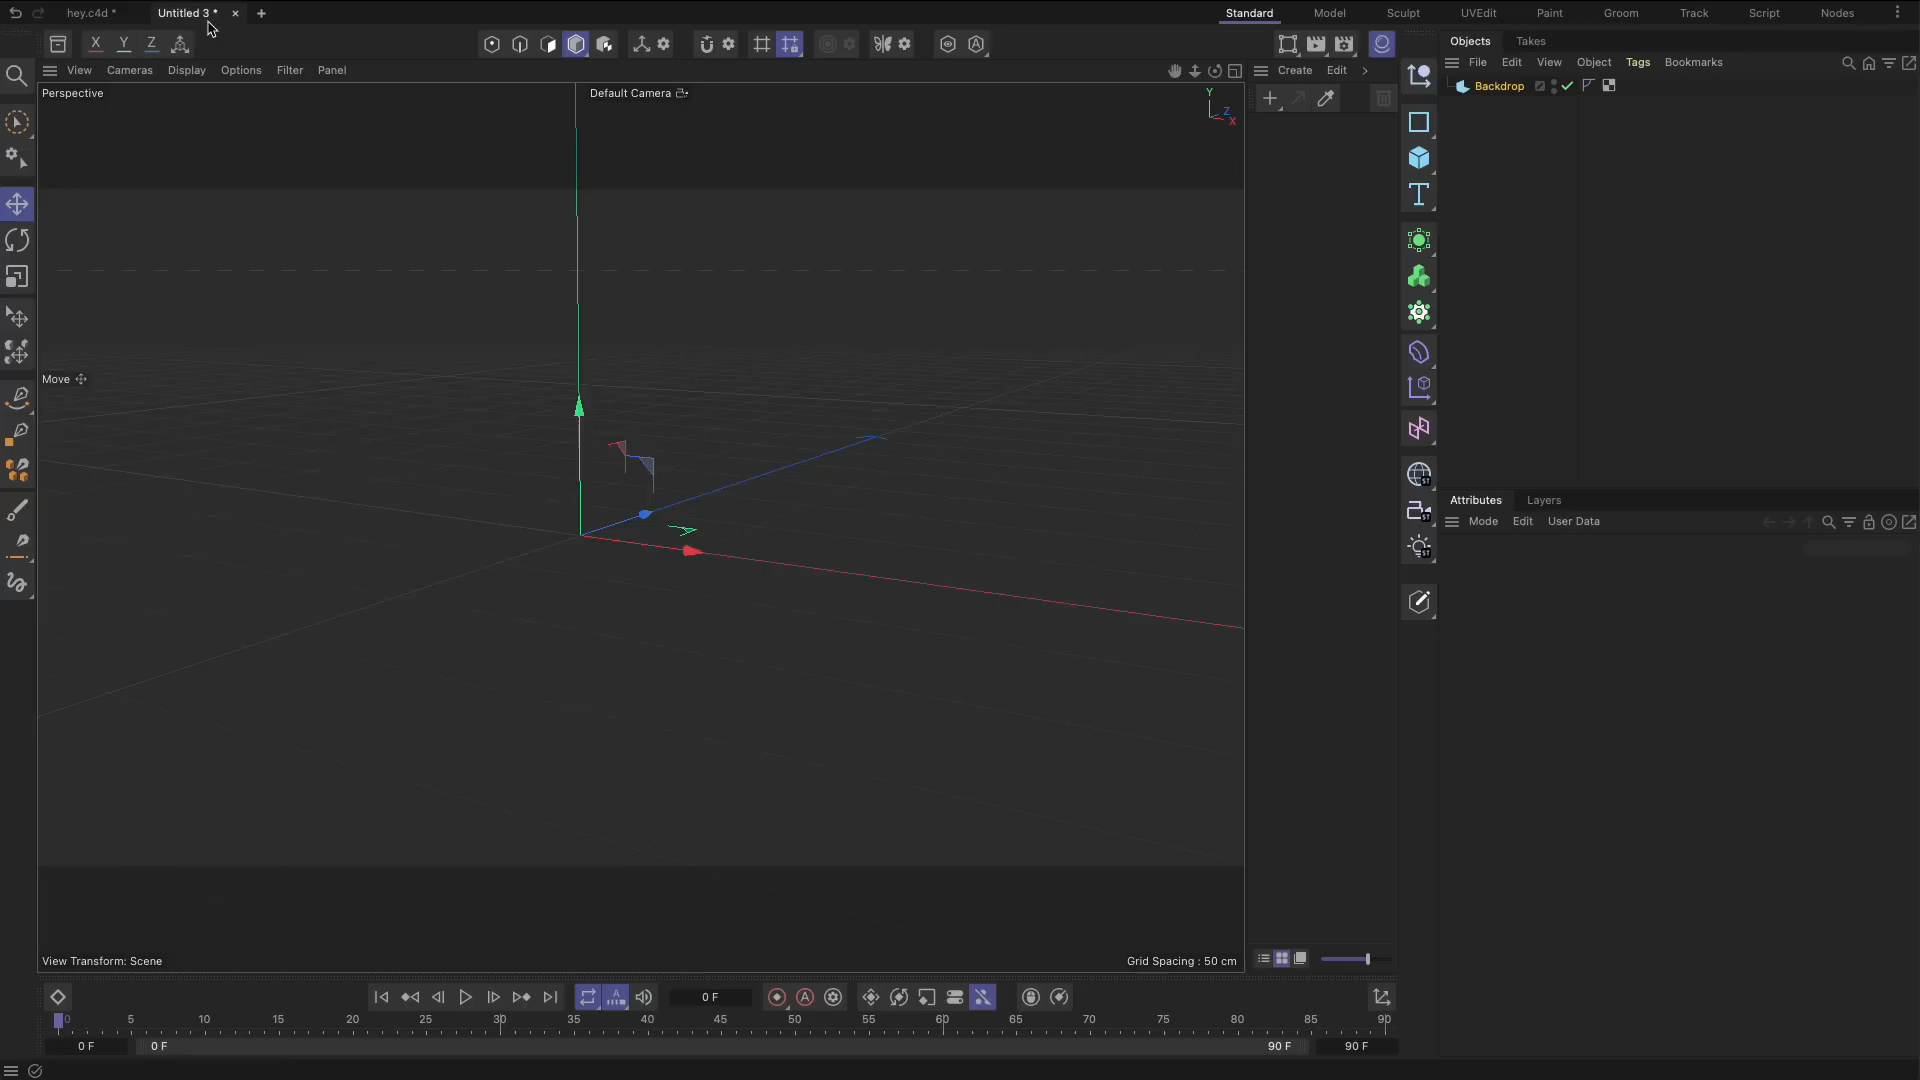 hey.c4d *
Untitled 3 *
Standard
Model
Sculpt
UVEdit
Paint
Groom
Track
Script
Nodes
X
Y
Z
Objects
Takes
View
Cameras
Display
Options
Filter
Panel
Create
Edit
File
Edit
View
Object
Tags
Bookmarks
Backdrop
Perspective
Default Camera
Y
Z
X
Move
Attributes
Layers
Mode
Edit
User Data
View Transform: Scene
Grid Spacing : 50 cm
0 F
0
5
10
15
20
25
30
35
40
45
50
55
60
65
70
75
80
85
90
0 F
0 F
90 F
90 F